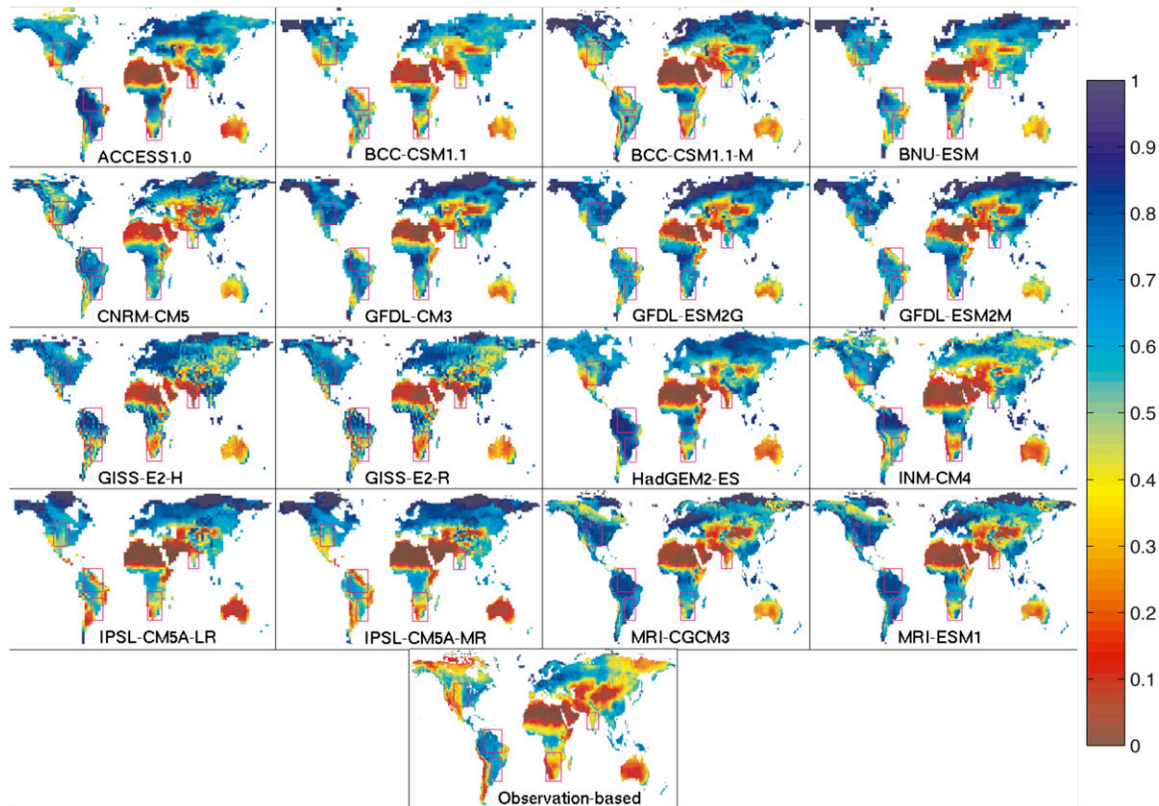 ACCESS1.0
BCC-CSM1.1
BCC-CSM1.1-M
BNU-ESM
CNRM-CM5
GFDL-CM3
GFDL-ESM2G
GFDL-ESM2M
GISS-E2-H
GISS-E2-R
HadGEM2-ES
INM-CM4
IPSL-CM5A-LR
IPSL-CM5A-MR
MRI-CGCM3
MRI-ESM1
Observation-based
1
0.9
0.8
0.7
0.6
0.5
0.4
0.3
0.2
0.1
0